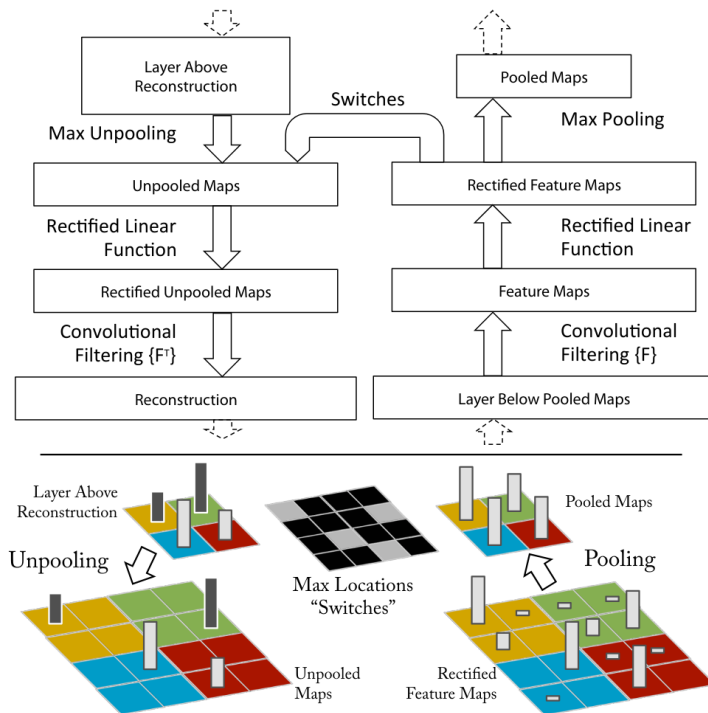 Layer Above
Reconstruction
Pooled Maps
Switches
Max Unpooling
Max Pooling
Unpooled Maps
Rectified Feature Maps
Rectified Linear
Function
Rectified Linear
Function
Rectified Unpooled Maps
Feature Maps
Convolutional
Filtering {Fᵀ}
Convolutional
Filtering {F}
Reconstruction
Layer Below Pooled Maps
Layer Above
Reconstruction
Pooled Maps
Unpooling
Pooling
Max Locations
“Switches”
Unpooled
Maps
Rectified
Feature Maps